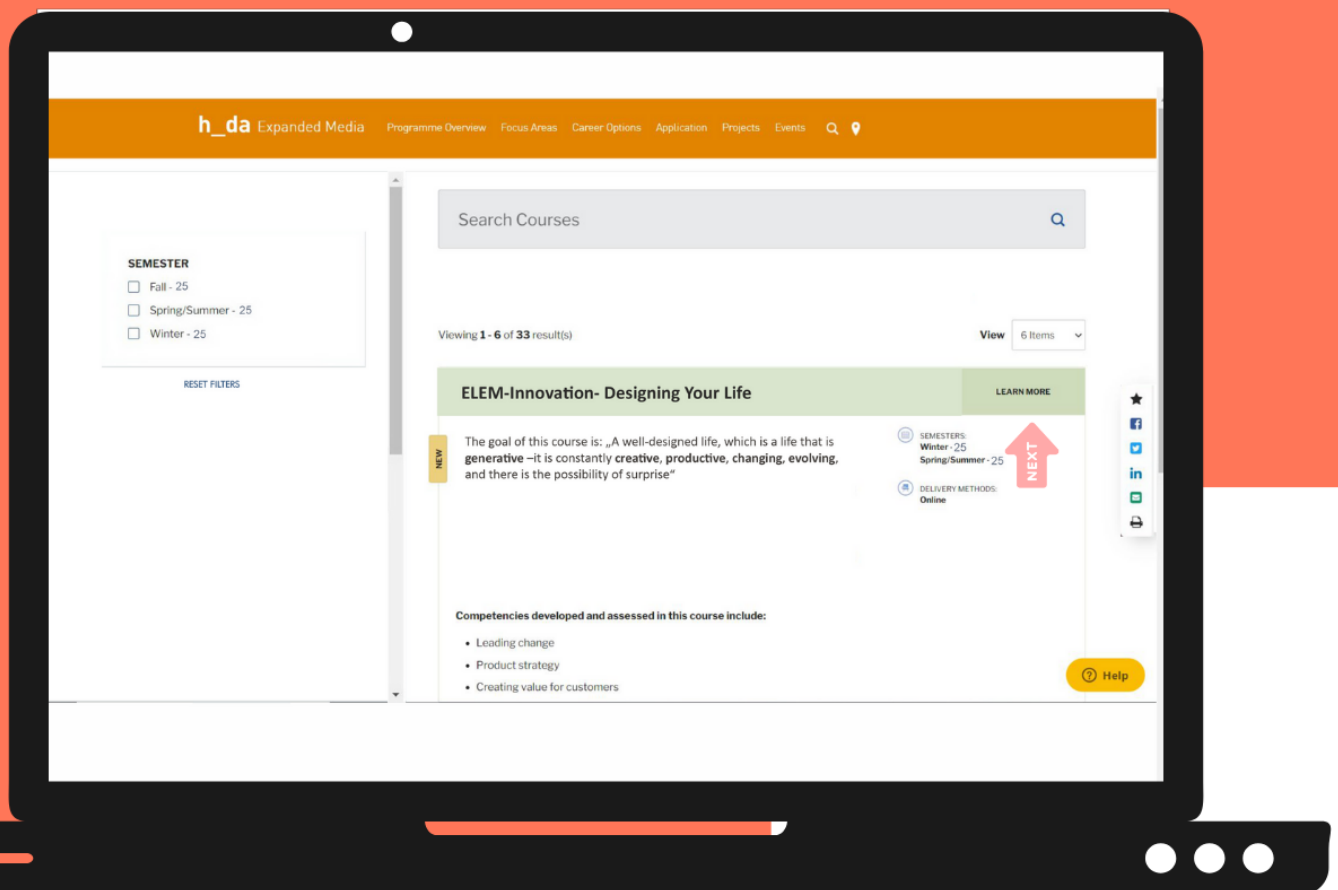 h_da Expanded Media Programme Overview Focus Areas Career Options Application Projects Events
SEMESTER
Fall - 25
Spring/Summer - 25
Winter - 25
RESET FILTERS
Search Courses
Viewing 1 - 6 of 33 result(s)
View 6 Items
ELEM-Innovation- Designing Your Life
LEARN MORE
NEW
The goal of this course is: „A well-designed life, which is a life that is
generative –it is constantly creative, productive, changing, evolving,
and there is the possibility of surprise“
SEMESTERS:
Winter - 25
Spring/Summer - 25
DELIVERY METHODS:
Online
NEXT
Competencies developed and assessed in this course include:
• Leading change
• Product strategy
• Creating value for customers
Help